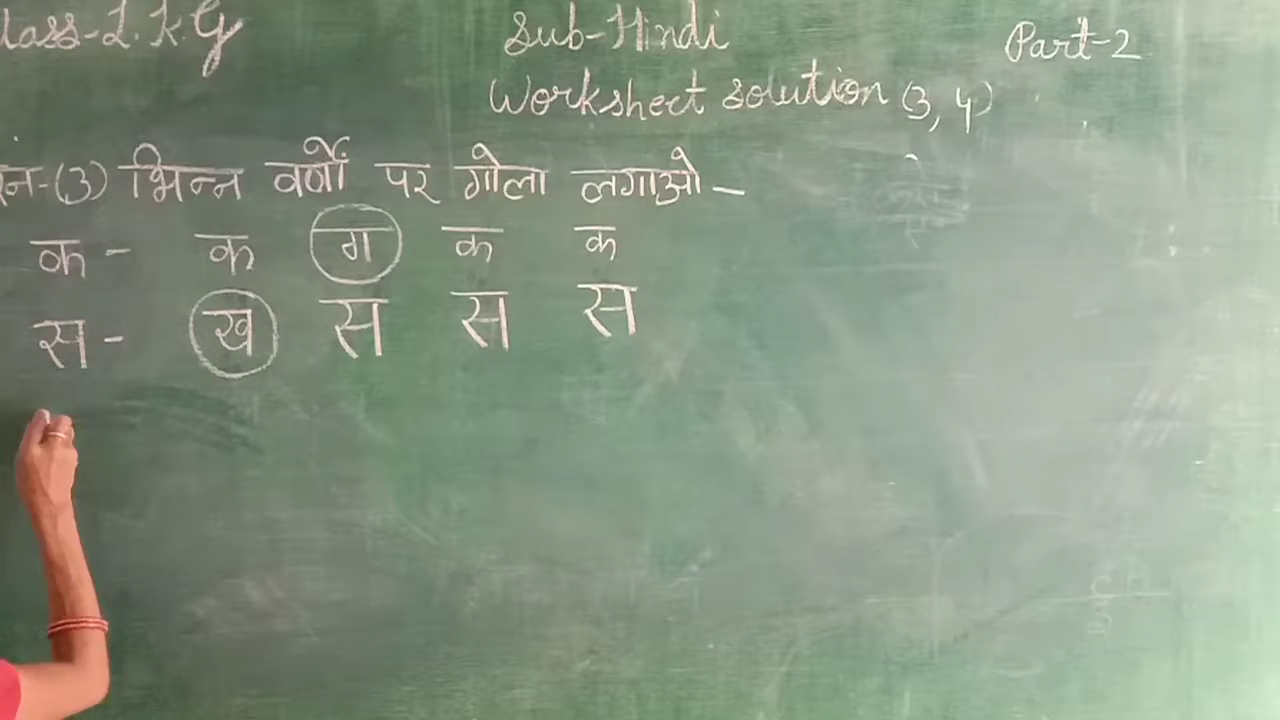 Class-L.K.G Sub-Hindi Part-2
Worksheet solution (3, 4)
प्रश्न-(3) भिन्न वर्णों पर गोला लगाओ –
क - क ग क क
स - ख स स स